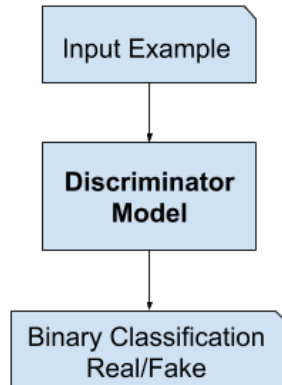 Input Example
Discriminator
Model
Binary Classification
Real/Fake